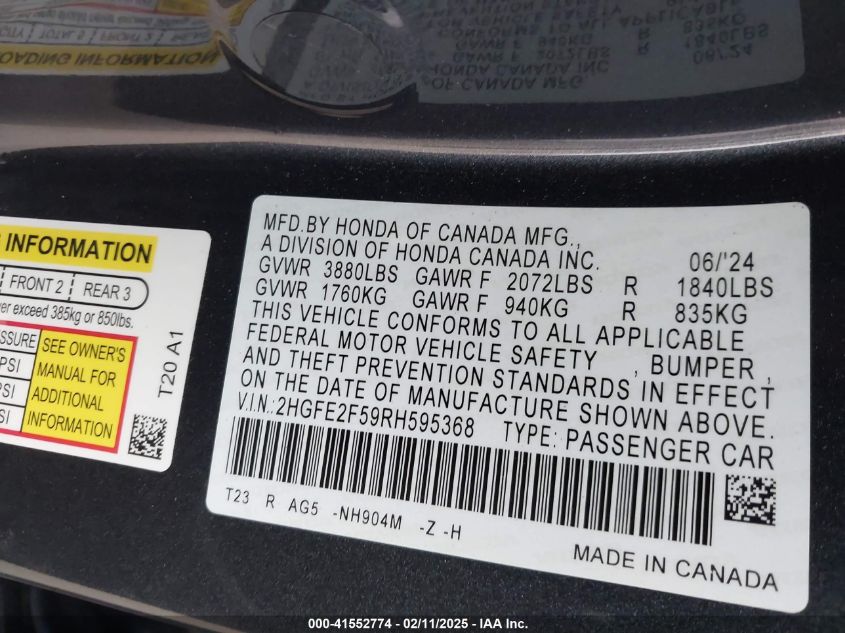 INFORMATION
FRONT 2 REAR 3
exceed 385kg or 850lbs.
SEE OWNER'S
MANUAL FOR
ADDITIONAL
INFORMATION
PSI
PSI
T20 A1
MFD.BY HONDA OF CANADA MFG.,
A DIVISION OF HONDA CANADA INC. 06/'24
GVWR 3880LBS GAWR F 2072LBS R 1840LBS
GVWR 1760KG GAWR F 940KG R 835KG
THIS VEHICLE CONFORMS TO ALL APPLICABLE
FEDERAL MOTOR VEHICLE SAFETY , BUMPER ,
AND THEFT PREVENTION STANDARDS IN EFFECT
ON THE DATE OF MANUFACTURE SHOWN ABOVE.
V.I.N.:2HGFE2F59RH595368 TYPE: PASSENGER CAR
T23 R AG5 -NH904M -Z -H
MADE IN CANADA
000-41552774 - 02/11/2025 - IAA Inc.